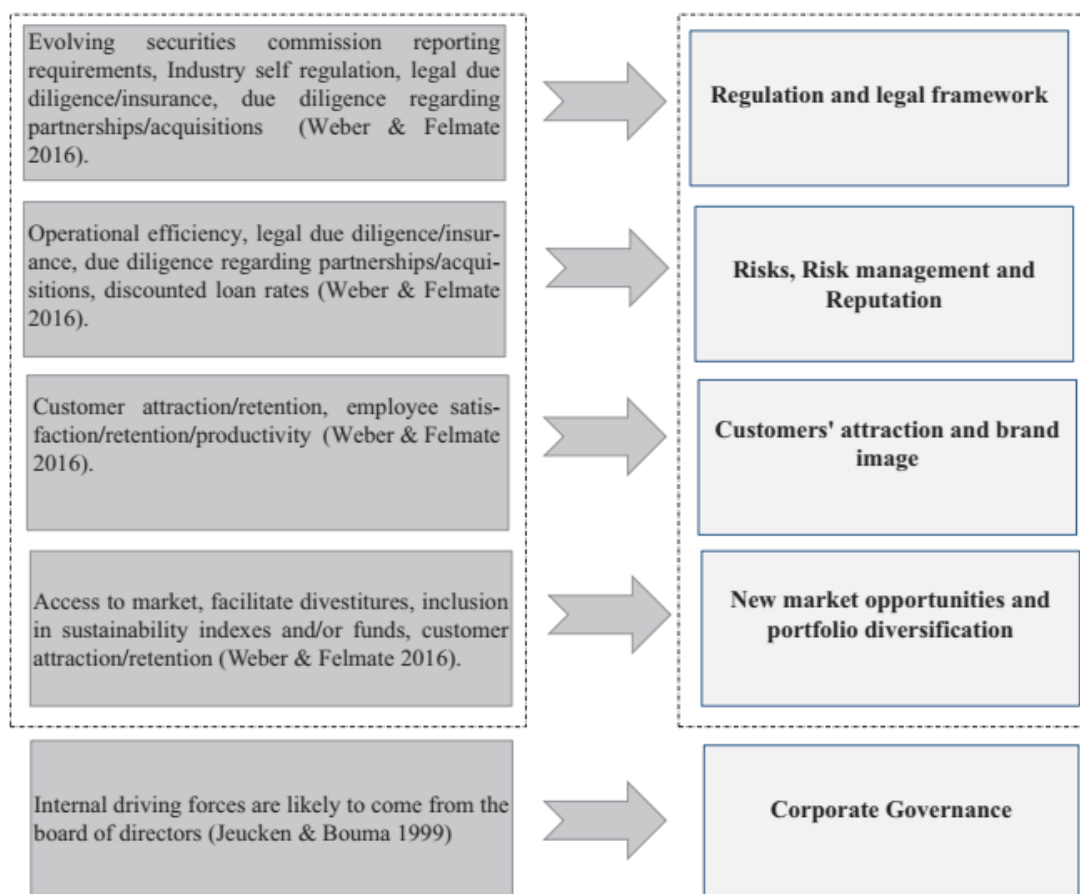 Evolving securities commission reporting
requirements, Industry self regulation, legal due
diligence/insurance, due diligence regarding
partnerships/acquisitions (Weber & Felmate
2016).
Regulation and legal framework
Operational efficiency, legal due diligence/insur-
ance, due diligence regarding partnerships/acqui-
sitions, discounted loan rates (Weber & Felmate
2016).
Risks, Risk management and
Reputation
Customer attraction/retention, employee satis-
faction/retention/productivity (Weber & Felmate
2016).
Customers' attraction and brand
image
Access to market, facilitate divestitures, inclusion
in sustainability indexes and/or funds, customer
attraction/retention (Weber & Felmate 2016).
New market opportunities and
portfolio diversification
Internal driving forces are likely to come from the
board of directors (Jeucken & Bouma 1999)
Corporate Governance